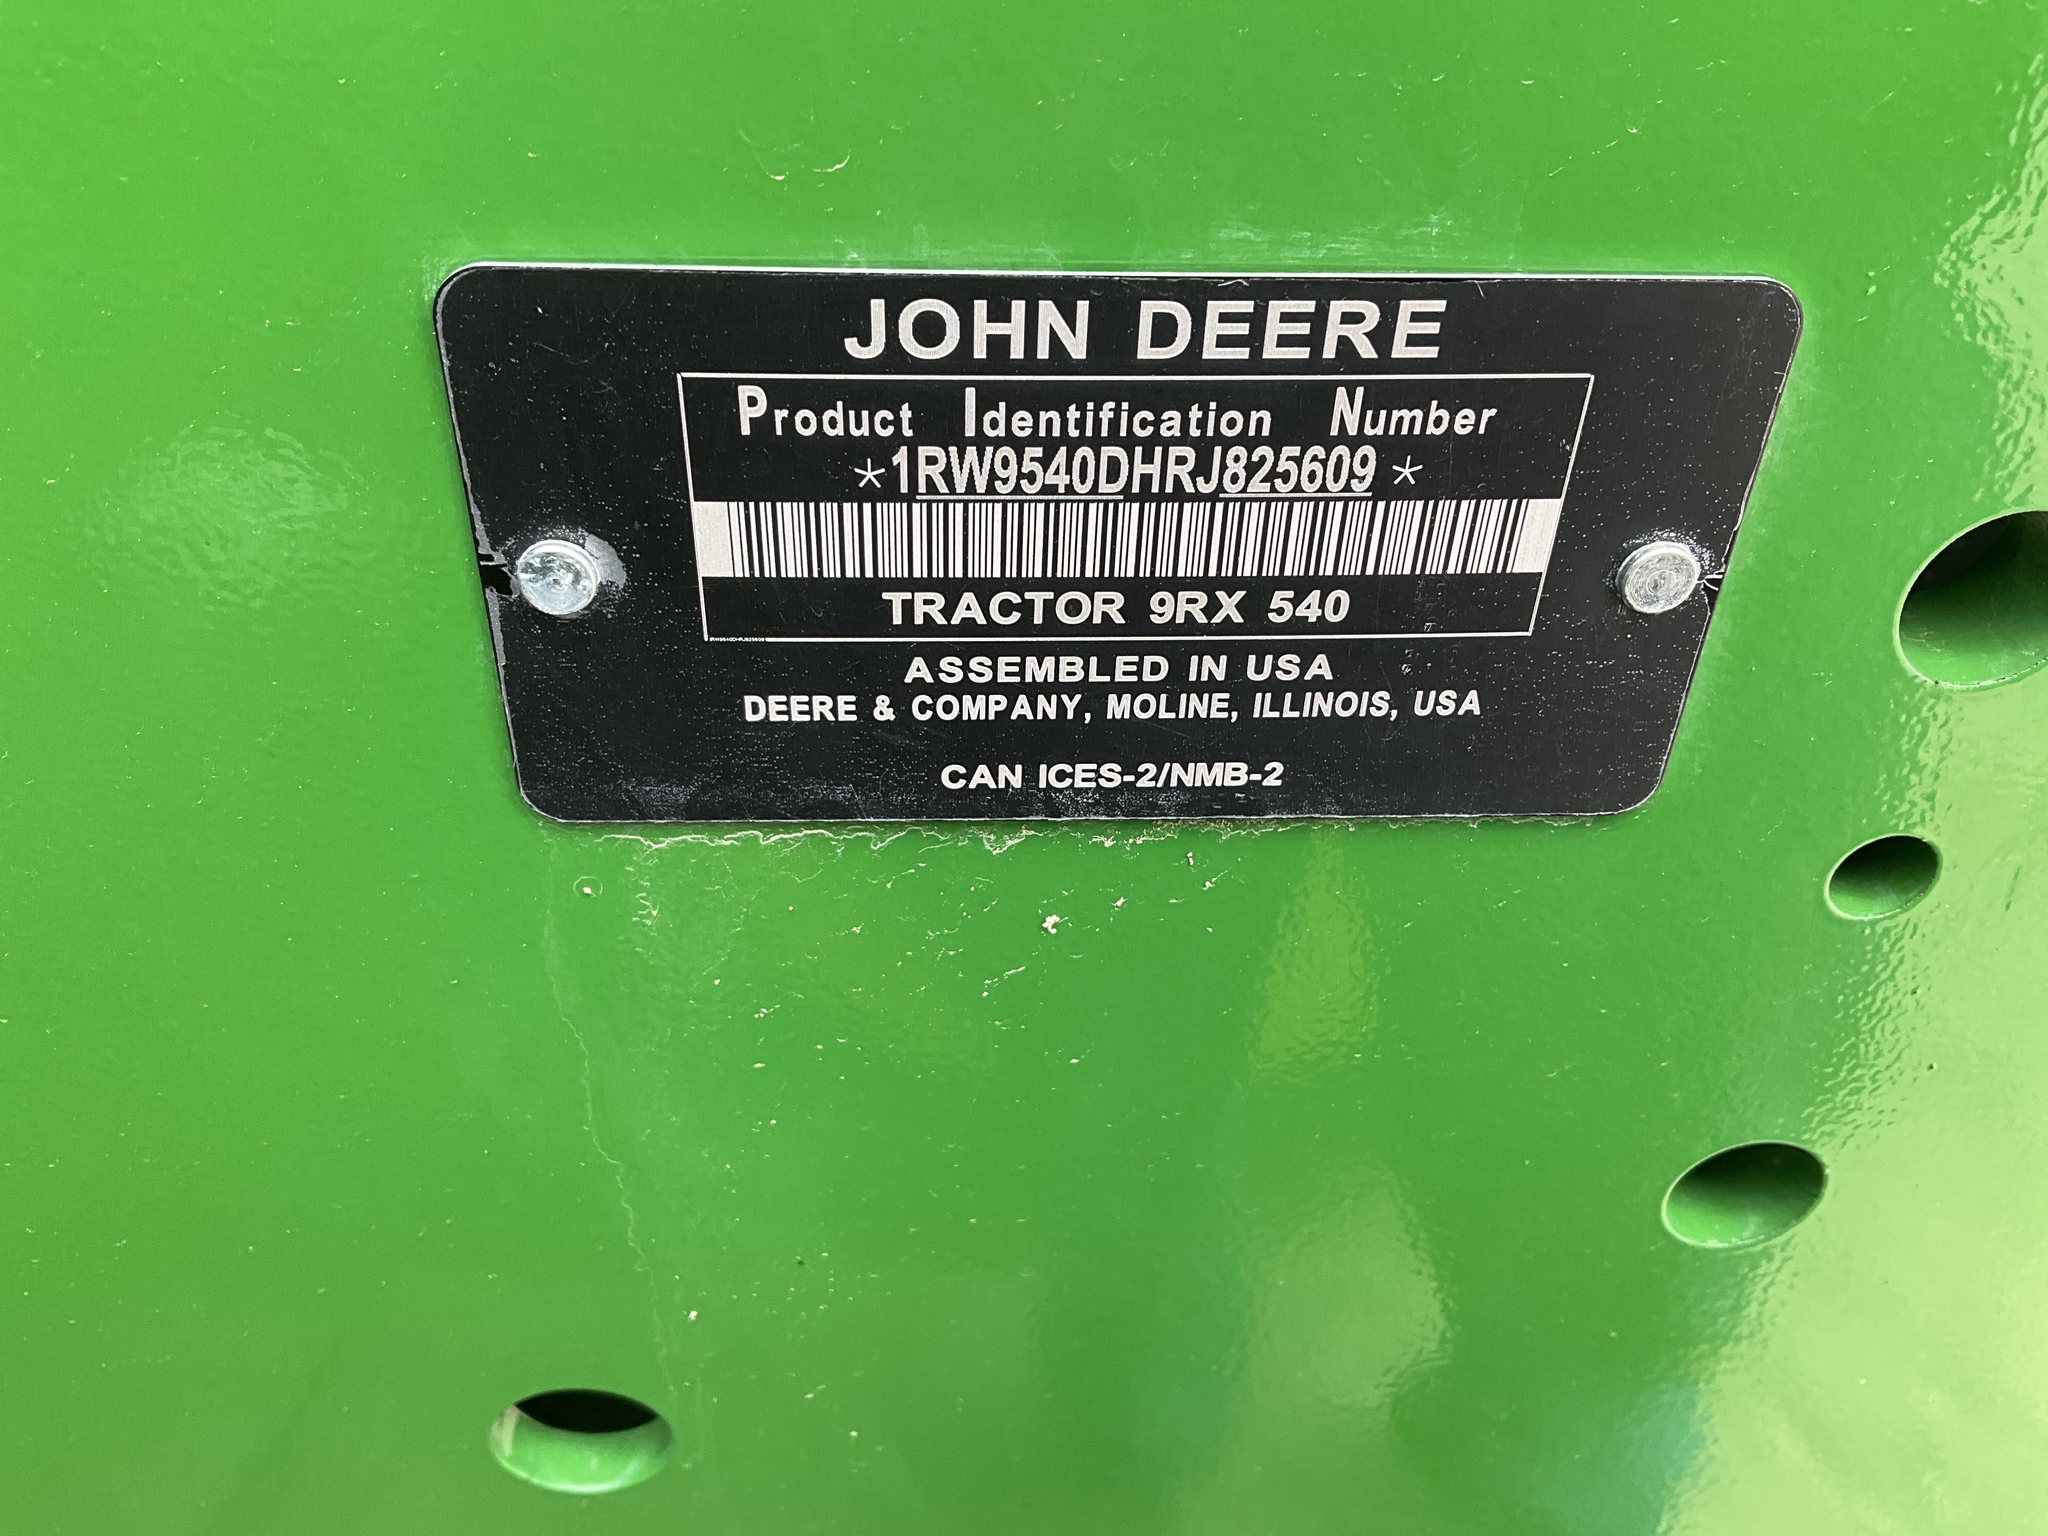 JOHN DEERE
Product Identification Number
*1RW9540DHRJ825609*
TRACTOR 9RX 540
ASSEMBLED IN USA
DEERE & COMPANY, MOLINE, ILLINOIS, USA
CAN ICES-2/NMB-2